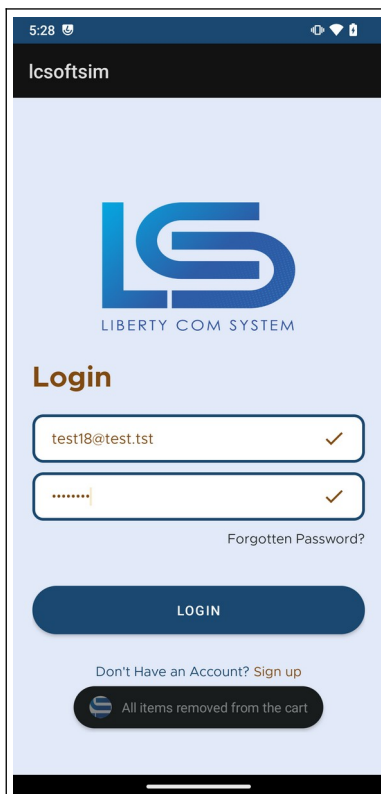 5:28
lcsoftsim
LS
LIBERTY COM SYSTEM
Login
test18@test.tst
••••••••
Forgotten Password?
LOGIN
Don't Have an Account? Sign up
All items removed from the cart